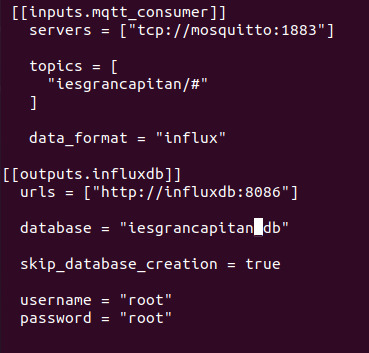 [[inputs.mqtt_consumer]]
servers = ["tcp://mosquitto:1883"]
topics = [
"iesgrancapitan/#"
]
data_format = "influx"
[[outputs.influxdb]]
urls = ["http://influxdb:8086"]
database = "iesgrancapitan db"
skip_database_creation = true
username = "root"
password = "root"